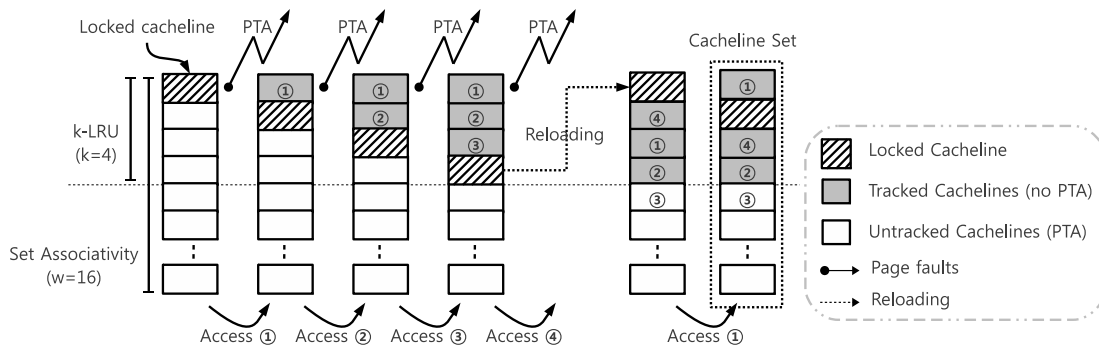 Locked cacheline
PTA
PTA
PTA
PTA
Cacheline Set
k-LRU
(k=4)
Set Associativity
(w=16)
①
①
②
①
②
③
Reloading
④
①
②
③
①
④
②
③
Access ①
Access ②
Access ③
Access ④
Access ①
Locked Cacheline
Tracked Cachelines (no PTA)
Untracked Cachelines (PTA)
Page faults
Reloading